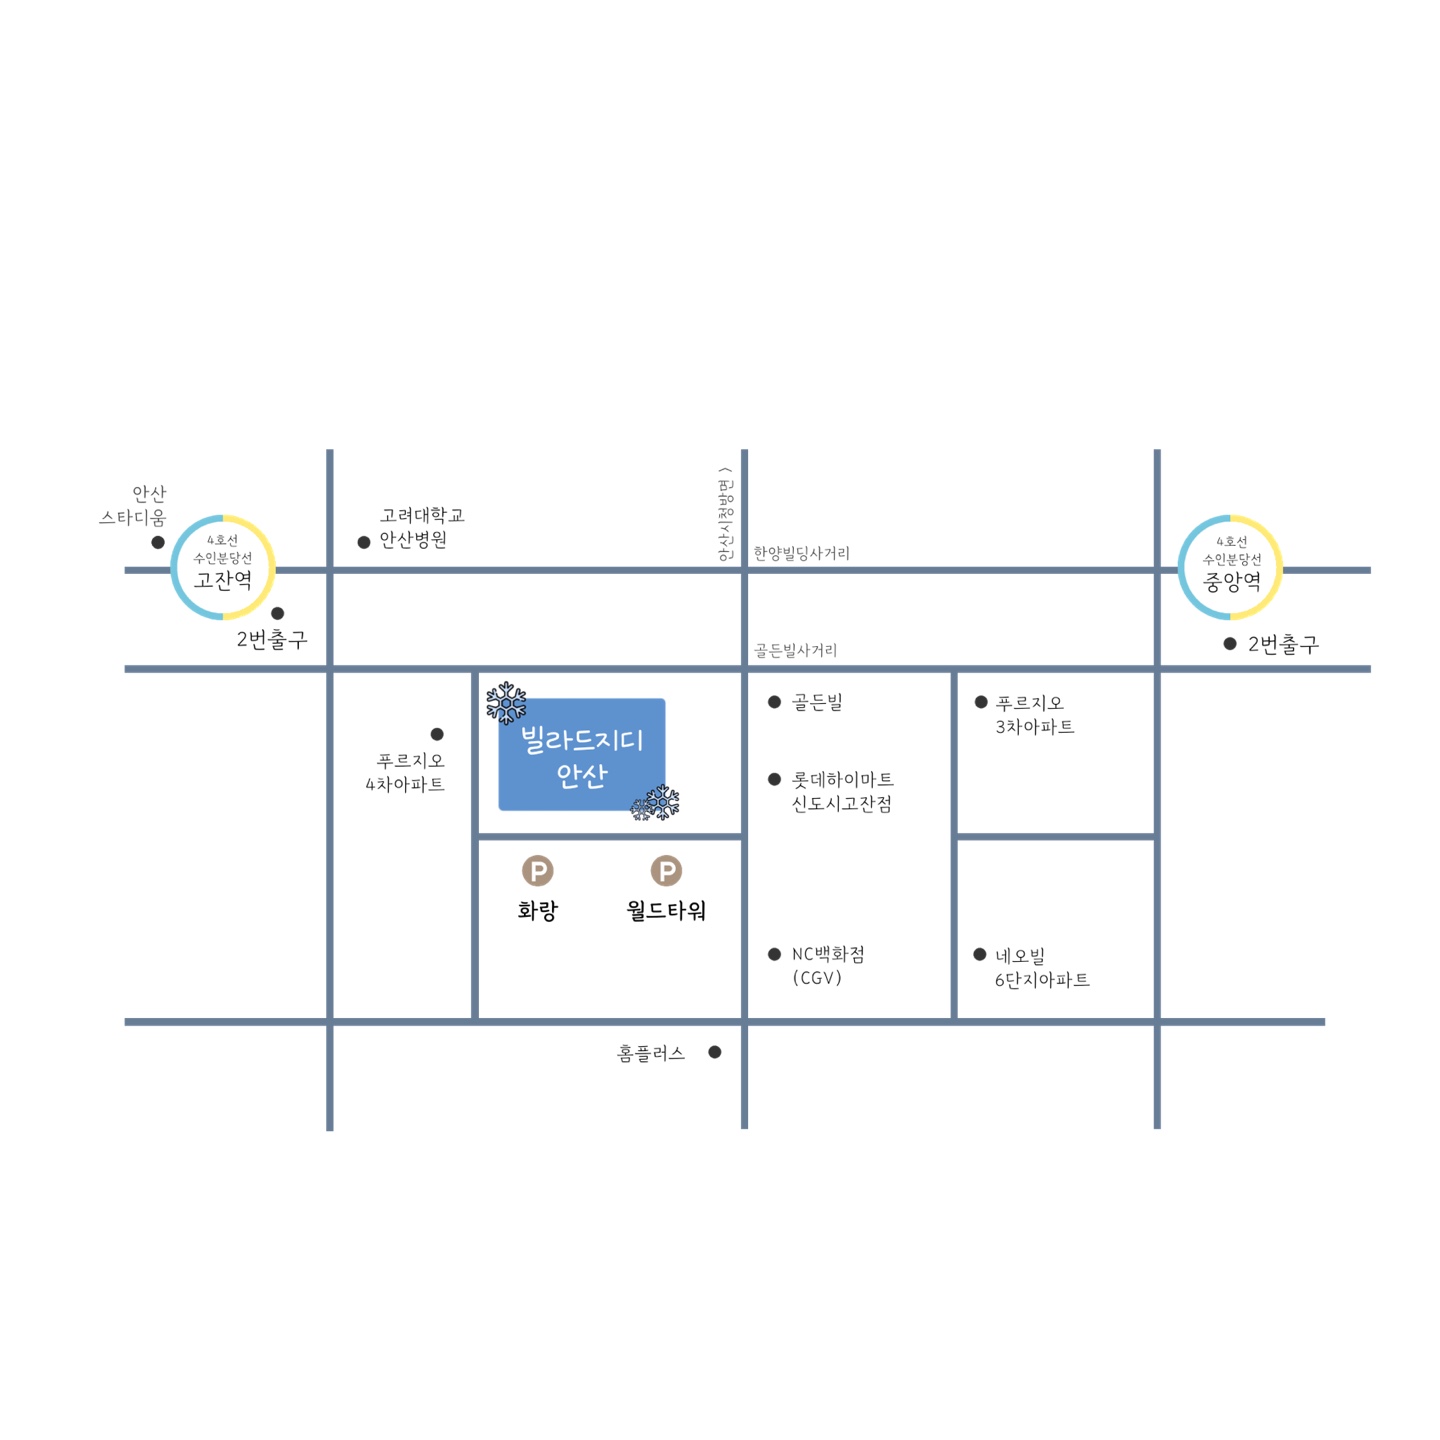 안산
스타디움
4호선
수인분당선
고잔역
2번출구
고려대학교
안산병원
안산시청방면 >
한양빌딩사거리
4호선
수인분당선
중앙역
2번출구
골든빌사거리
푸르지오
4차아파트
빌라드지디
안산
골든빌
롯데하이마트
신도시고잔점
푸르지오
3차아파트
P
화랑
P
월드타워
NC백화점
(CGV)
네오빌
6단지아파트
홈플러스